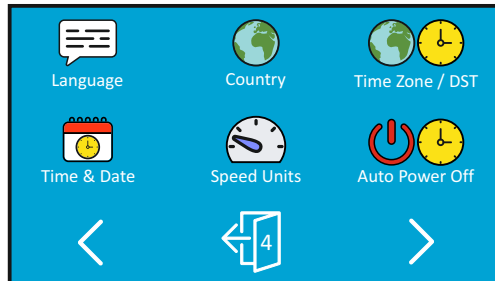 Language
Country
Time Zone / DST
Time & Date
Speed Units
Auto Power Off
4